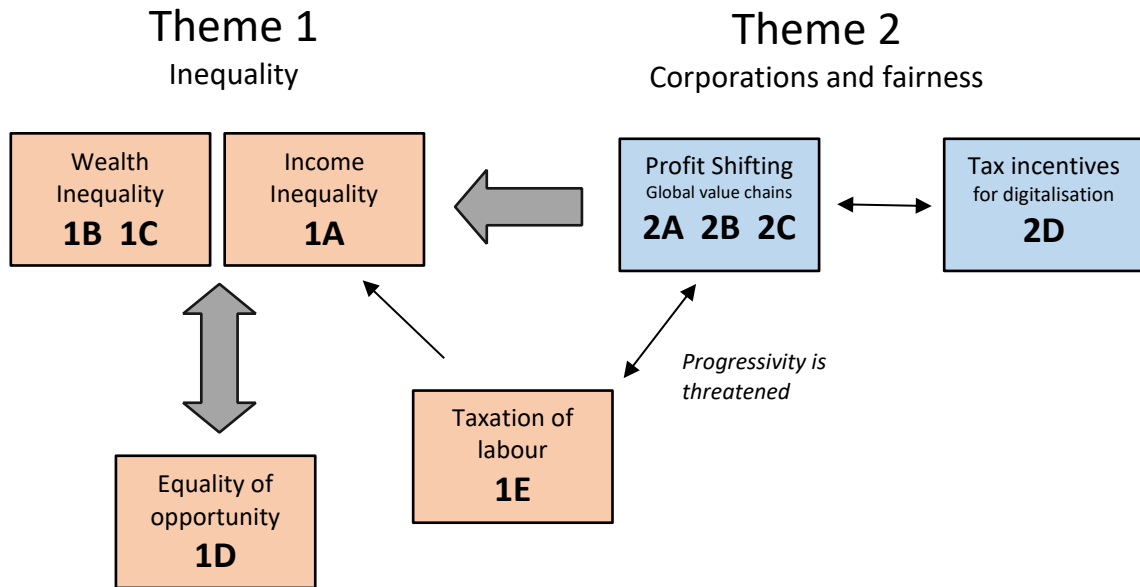 Theme 1
Inequality
Theme 2
Corporations and fairness
Wealth
Inequality
1B 1C
Income
Inequality
1A
Profit Shifting
Global value chains
2A 2B 2C
Tax incentives
for digitalisation
2D
Progressivity is
threatened
Taxation of
labour
1E
Equality of
opportunity
1D